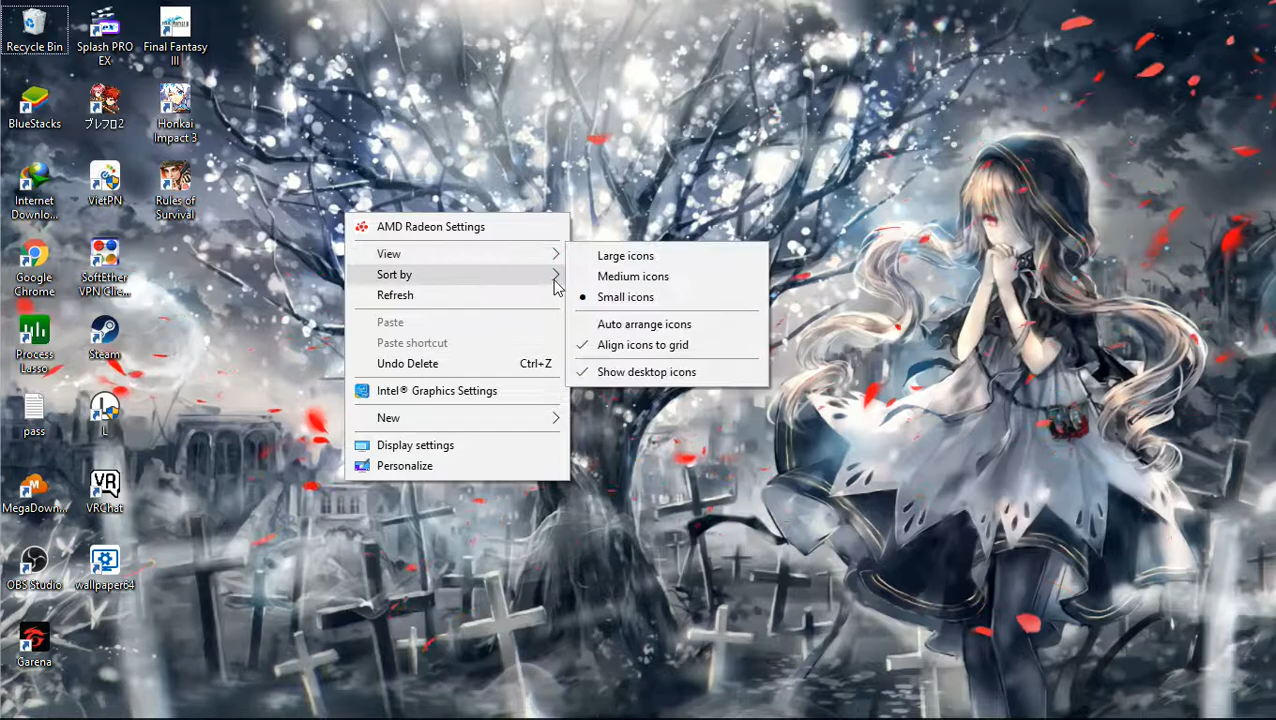 Recycle Bin
Splash PRO
EX
Final Fantasy
III
BlueStacks
ブレフロ2
Honkai
Impact 3
Internet
Downlo...
VietPN
Rules of
Survival
Google
Chrome
SoftEther
VPN Clie...
Process
Lasso
Steam
pass
IL
MegaDown...
VRChat
OBS Studio
wallpaper64
Garena
AMD Radeon Settings
View
Sort by
Refresh
Paste
Paste shortcut
Undo Delete Ctrl+Z
Intel® Graphics Settings
New
Display settings
Personalize
Large icons
Medium icons
Small icons
Auto arrange icons
Align icons to grid
Show desktop icons